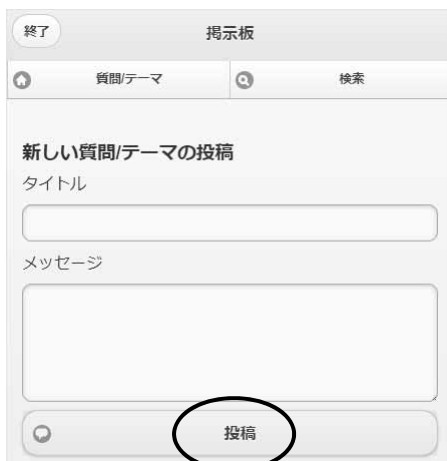 終了
掲示板
質問/テーマ
検索
新しい質問/テーマの投稿
タイトル
メッセージ
投稿